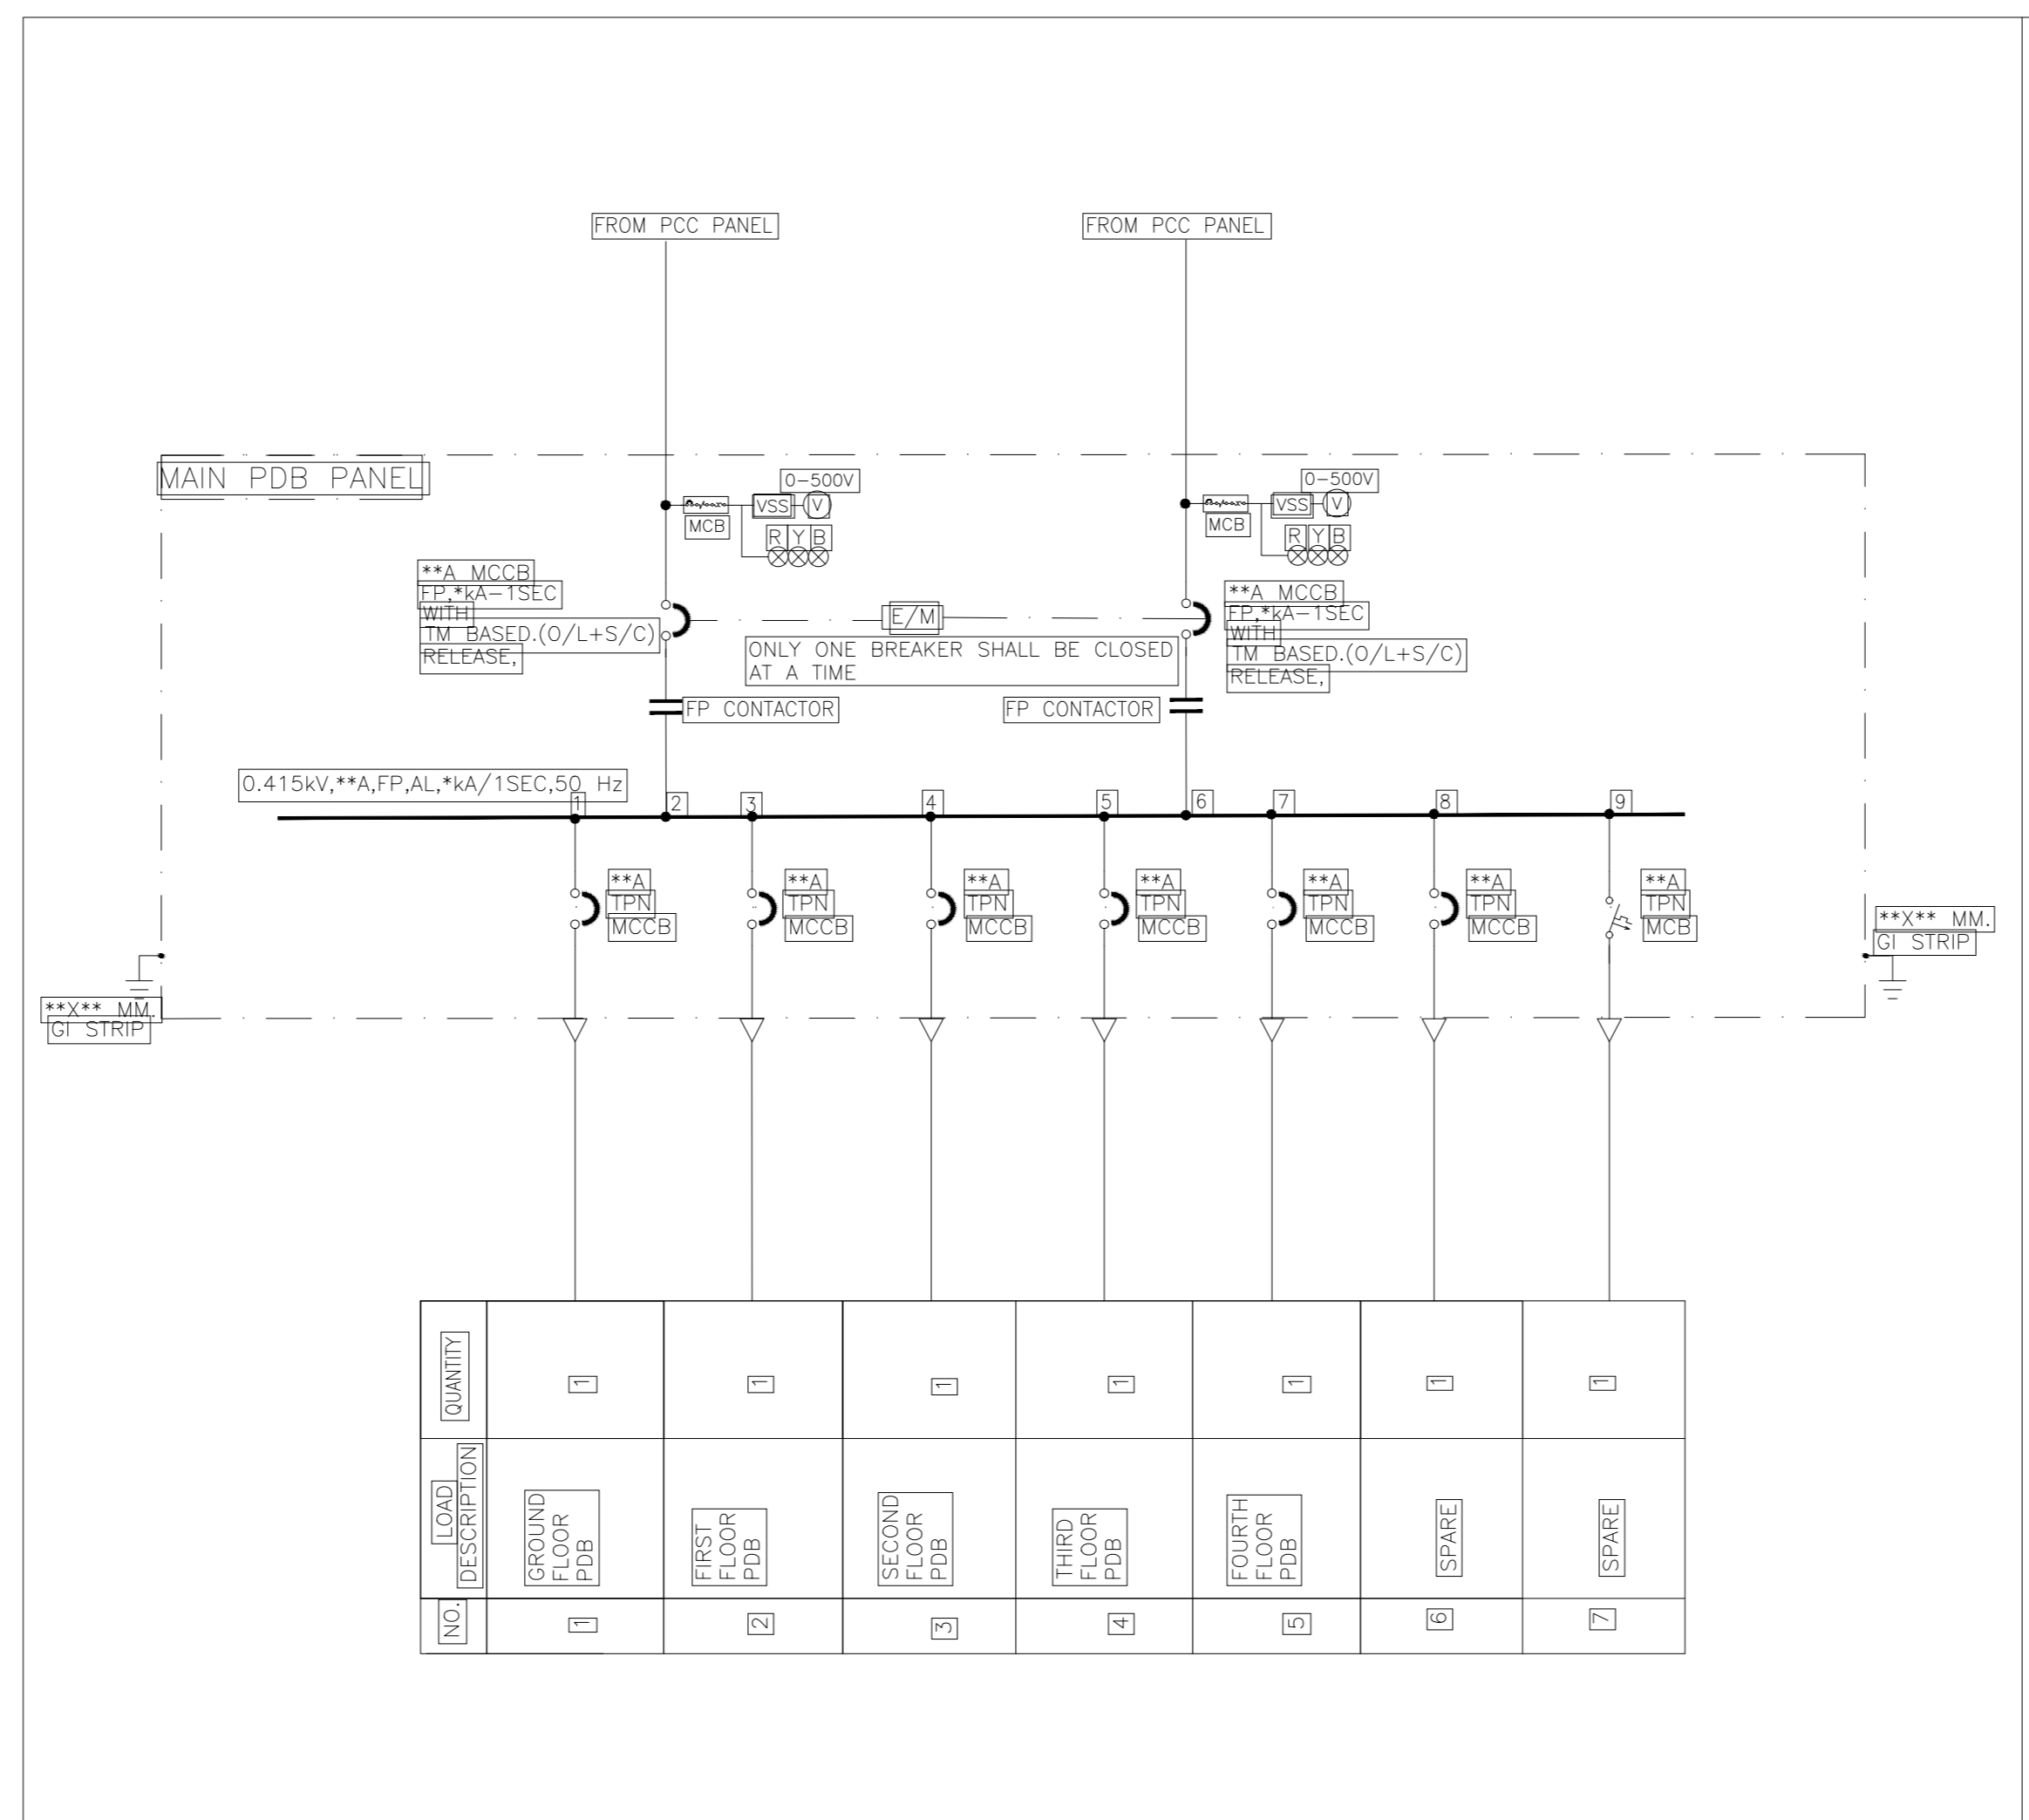 FROM PCC PANEL
FROM PCC PANEL
MAIN PDB PANEL
0-500V
VSS
V
MCB
R Y B
0-500V
VSS
V
MCB
R Y B
**A MCCB
FP,*kA-1SEC
WITH
TM BASED.(O/L+S/C)
RELEASE,
E/M
ONLY ONE BREAKER SHALL BE CLOSED
AT A TIME
**A MCCB
FP,*kA-1SEC
WITH
TM BASED.(O/L+S/C)
RELEASE,
FP CONTACTOR
FP CONTACTOR
0.415kV,**A,FP,AL,*kA/1SEC,50 Hz
1 2 3 4 5 6 7 8 9
**A
TPN
MCCB
**A
TPN
MCCB
**A
TPN
MCCB
**A
TPN
MCCB
**A
TPN
MCCB
**A
TPN
MCCB
**A
TPN
MCB
**X** MM.
GI STRIP
**X** MM.
GI STRIP
QUANTITY
1 1 1 1 1 1 1
LOAD
DESCRIPTION
GROUND
FLOOR
PDB
FIRST
FLOOR
PDB
SECOND
FLOOR
PDB
THIRD
FLOOR
PDB
FOURTH
FLOOR
PDB
SPARE
SPARE
NO.
1 2 3 4 5 6 7